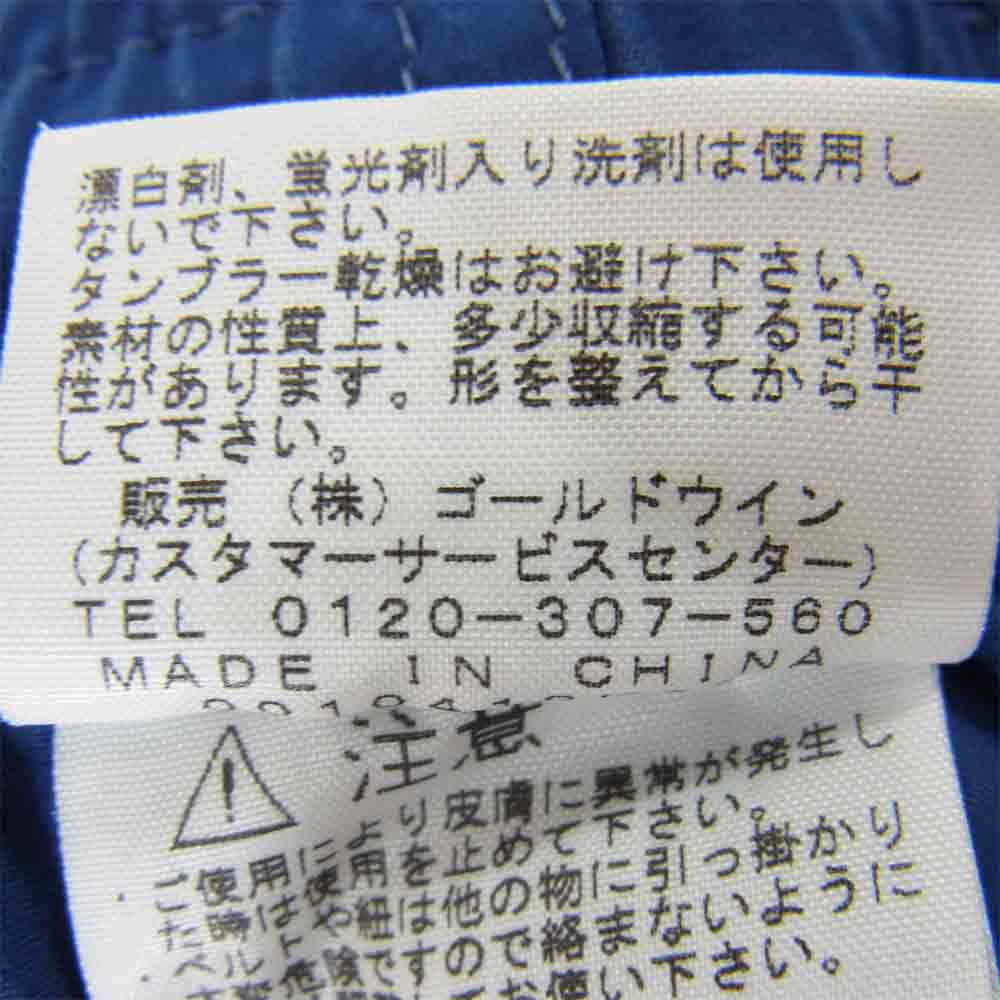 漂白剤、蛍光剤入り洗剤は使用し
ないで下さい。
タンブラー乾燥はお避け下さい。
素材の性質上、多少収縮する可能
性があります。形を整えてから干
して下さい。
販売 （株）ゴールドウイン
(カスタマーサービスセンター)
TEL 0120-307-560
MADE IN CHINA
注意
ご使用により皮膚に異常が発生し
時は使用を止めて下さい。
や紐は他の物に引っ掛かり
険ですので絡まないように
お使い下さい。